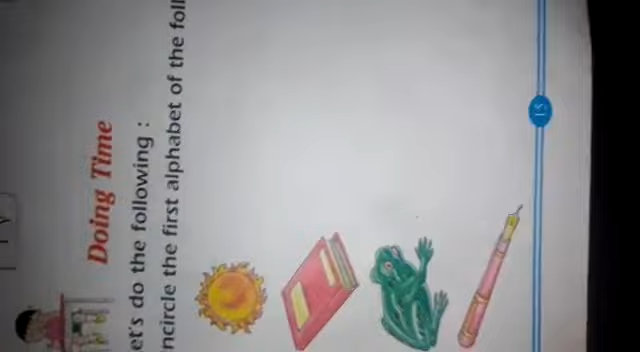 Doing Time
et's do the following :
ncircle the first alphabet of the foll
15